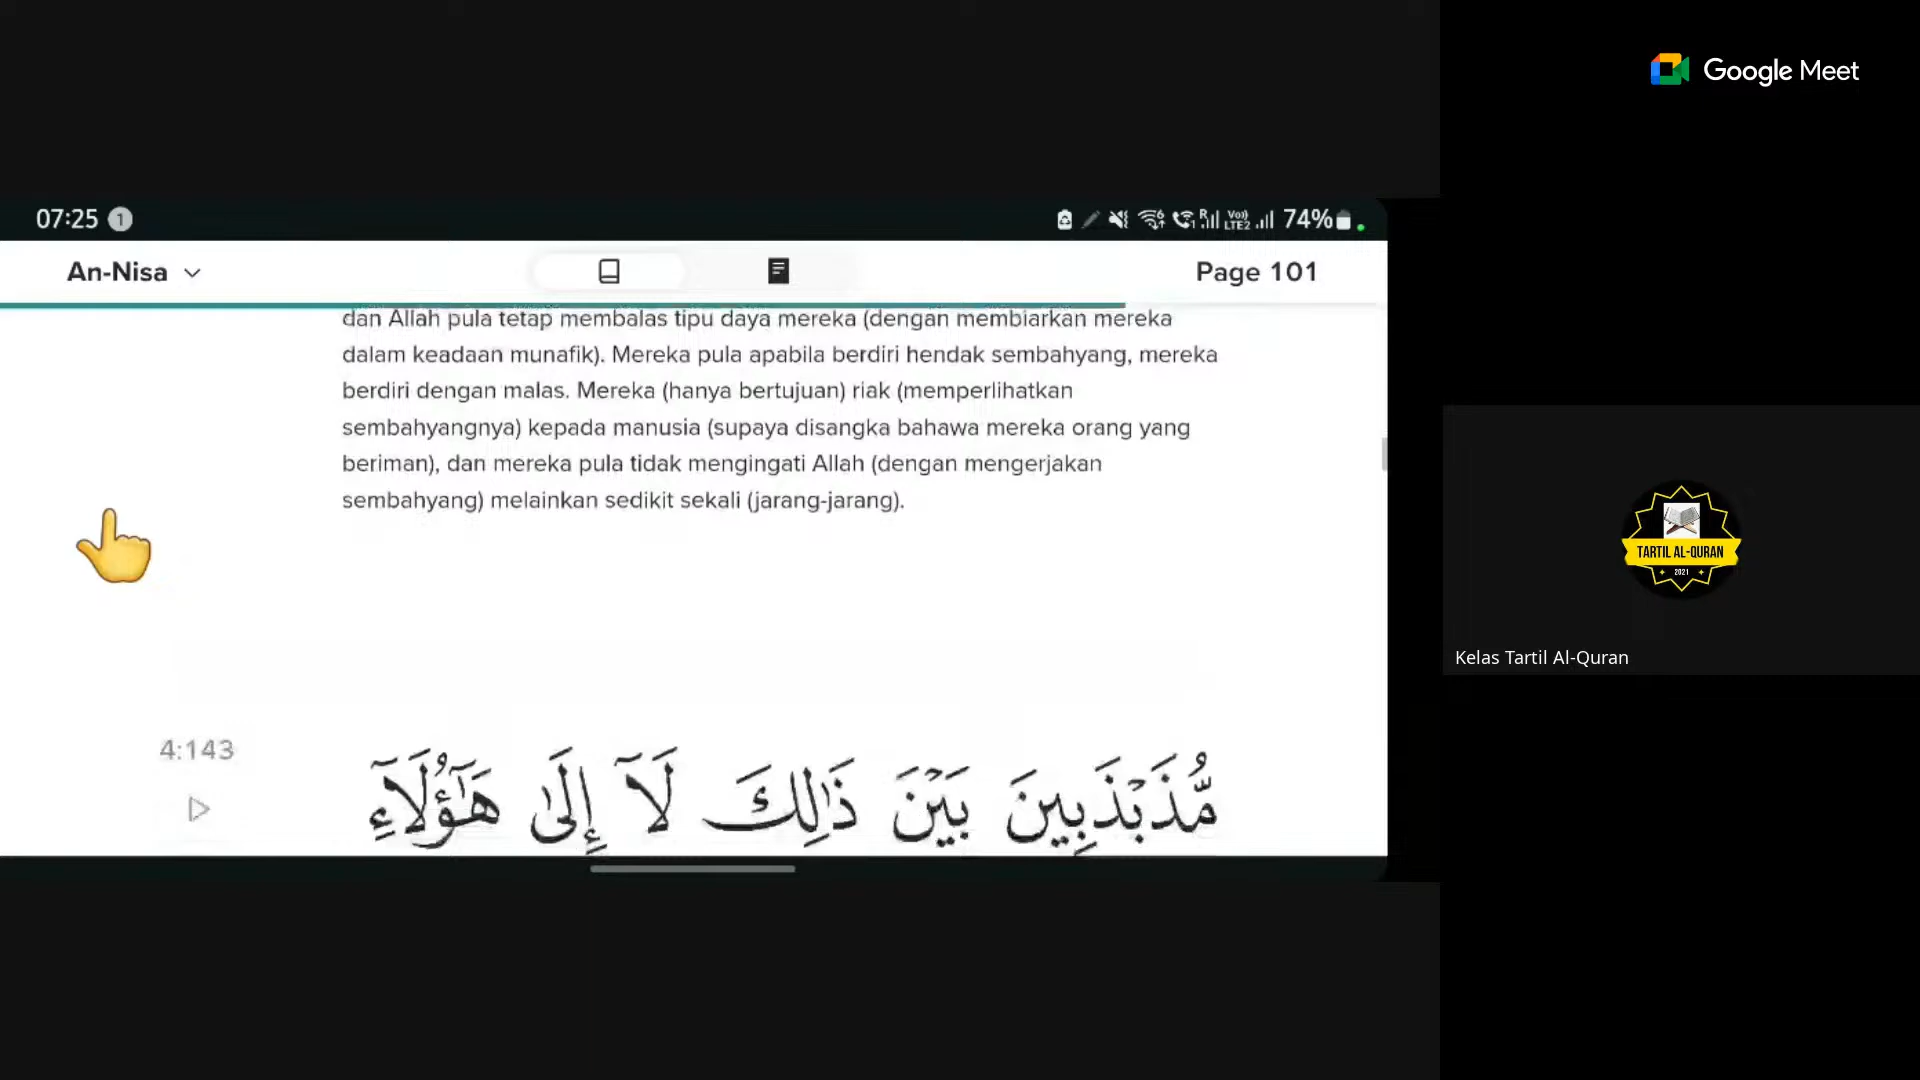 Google Meet
07:25 1
R Vo)) LTE2 74%
An-Nisa
Page 101
dan Allah pula tetap membalas tipu daya mereka (dengan membiarkan mereka
dalam keadaan munafik). Mereka pula apabila berdiri hendak sembahyang, mereka
berdiri dengan malas. Mereka (hanya bertujuan) riak (memperlihatkan
sembahyangnya) kepada manusia (supaya disangka bahawa mereka orang yang
beriman), dan mereka pula tidak mengingati Allah (dengan mengerjakan
sembahyang) melainkan sedikit sekali (jarang-jarang).
4:143
مُّذَبْذَبِينَ بَيْنَ ذَٰلِكَ لَآ إِلَىٰ هَـٰٓؤُلَآءِ
TARTIL AL-QURAN
2021
Kelas Tartil Al-Quran